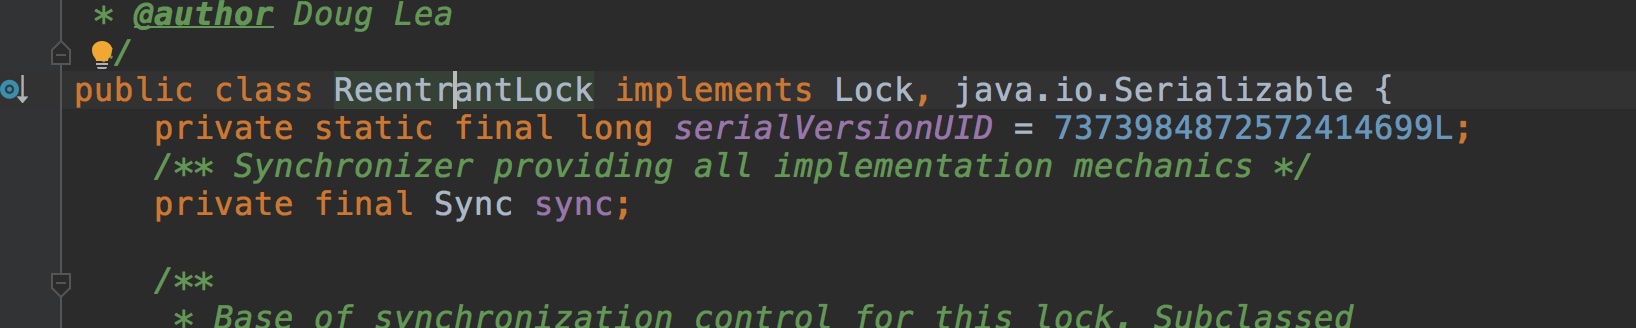 * @author Doug Lea
*/
public class ReentrantLock implements Lock, java.io.Serializable {
private static final long serialVersionUID = 7373984872572414699L;
/** Synchronizer providing all implementation mechanics */
private final Sync sync;
/**
* Base of synchronization control for this lock. Subclassed